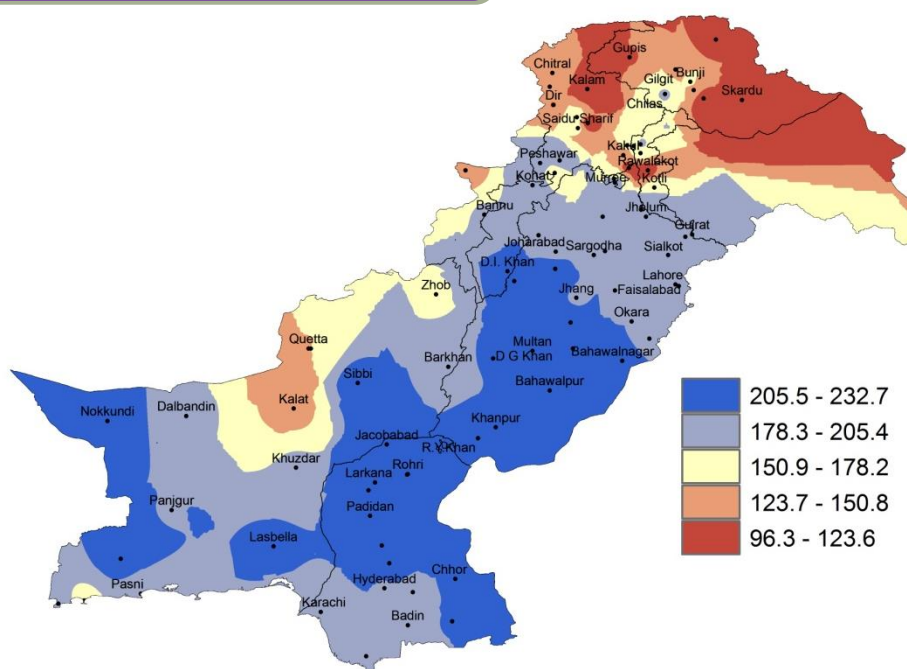 Gupis
Chitral
Bunji
Gilgit
Kalam
Skardu
Dir
Chilas
Saidu Sharif
Kakul
Peshawar
Rawalakot
Kohat
Murree
Kotli
Bannu
Jhelum
Gujrat
Joharabad
Sargodha
Sialkot
D.I. Khan
Lahore
Zhob
Jhang
Faisalabad
Okara
Quetta
Multan
Barkhan
D G Khan
Bahawalnagar
Sibbi
Bahawalpur
Kalat
Nokkundi
Dalbandin
Khanpur
Jacobabad
R.Y.Khan
Khuzdar
Rohri
Larkana
Panjgur
Padidan
Lasbella
Chhor
Pasni
Hyderabad
Karachi
Badin
205.5 - 232.7
178.3 - 205.4
150.9 - 178.2
123.7 - 150.8
96.3 - 123.6